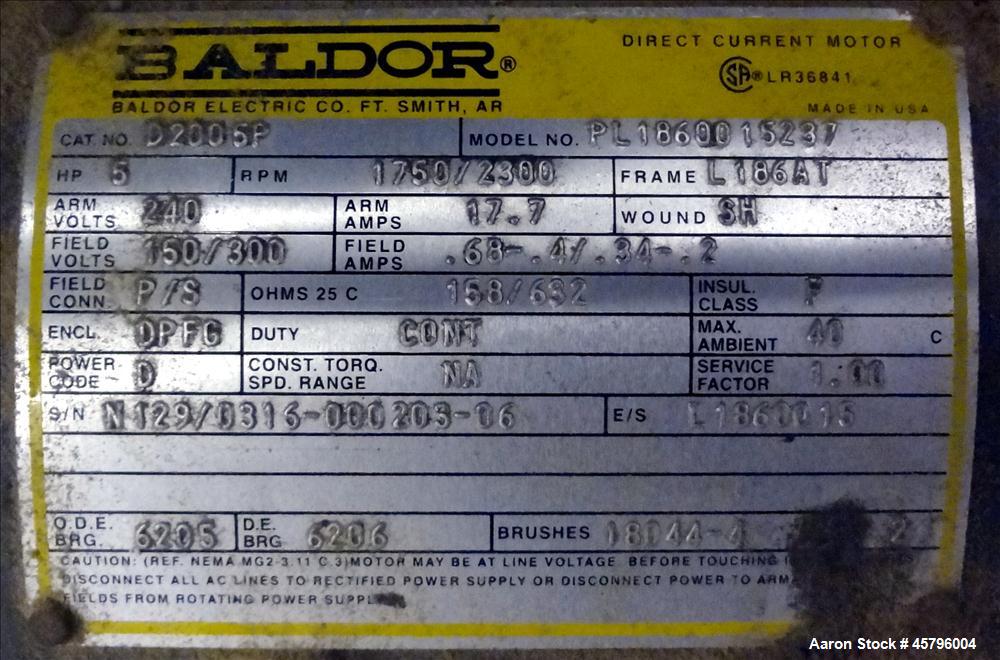 BALDOR®
DIRECT CURRENT MOTOR
SA® LR36841
BALDOR ELECTRIC CO. FT. SMITH, AR
MADE IN USA
CAT. NO. D2005P MODEL NO. PL1860015237
HP 5 RPM 1750/2300 FRAME L186AT
ARM VOLTS 240 ARM AMPS 17.7 WOUND SH
FIELD VOLTS 150/300 FIELD AMPS .68-.4/.34-.2
FIELD CONN. P/S OHMS 25 C 158/632 INSUL. CLASS F
ENCL. DPFG DUTY CONT MAX. AMBIENT 40 C
POWER CODE D CONST. TORQ. SPD. RANGE NA SERVICE FACTOR 1.00
S/N N129/0316-000203-06 E/S L1860015
O.D.E. BRG. 6205 D.E. BRG 6206 BRUSHES 18044-4 2
CAUTION: (REF. NEMA MG2-3.11 C.3) MOTOR MAY BE AT LINE VOLTAGE BEFORE TOUCHING
DISCONNECT ALL AC LINES TO RECTIFIED POWER SUPPLY OR DISCONNECT POWER TO ARM
FIELDS FROM ROTATING POWER SUPPLY
Aaron Stock # 45796004